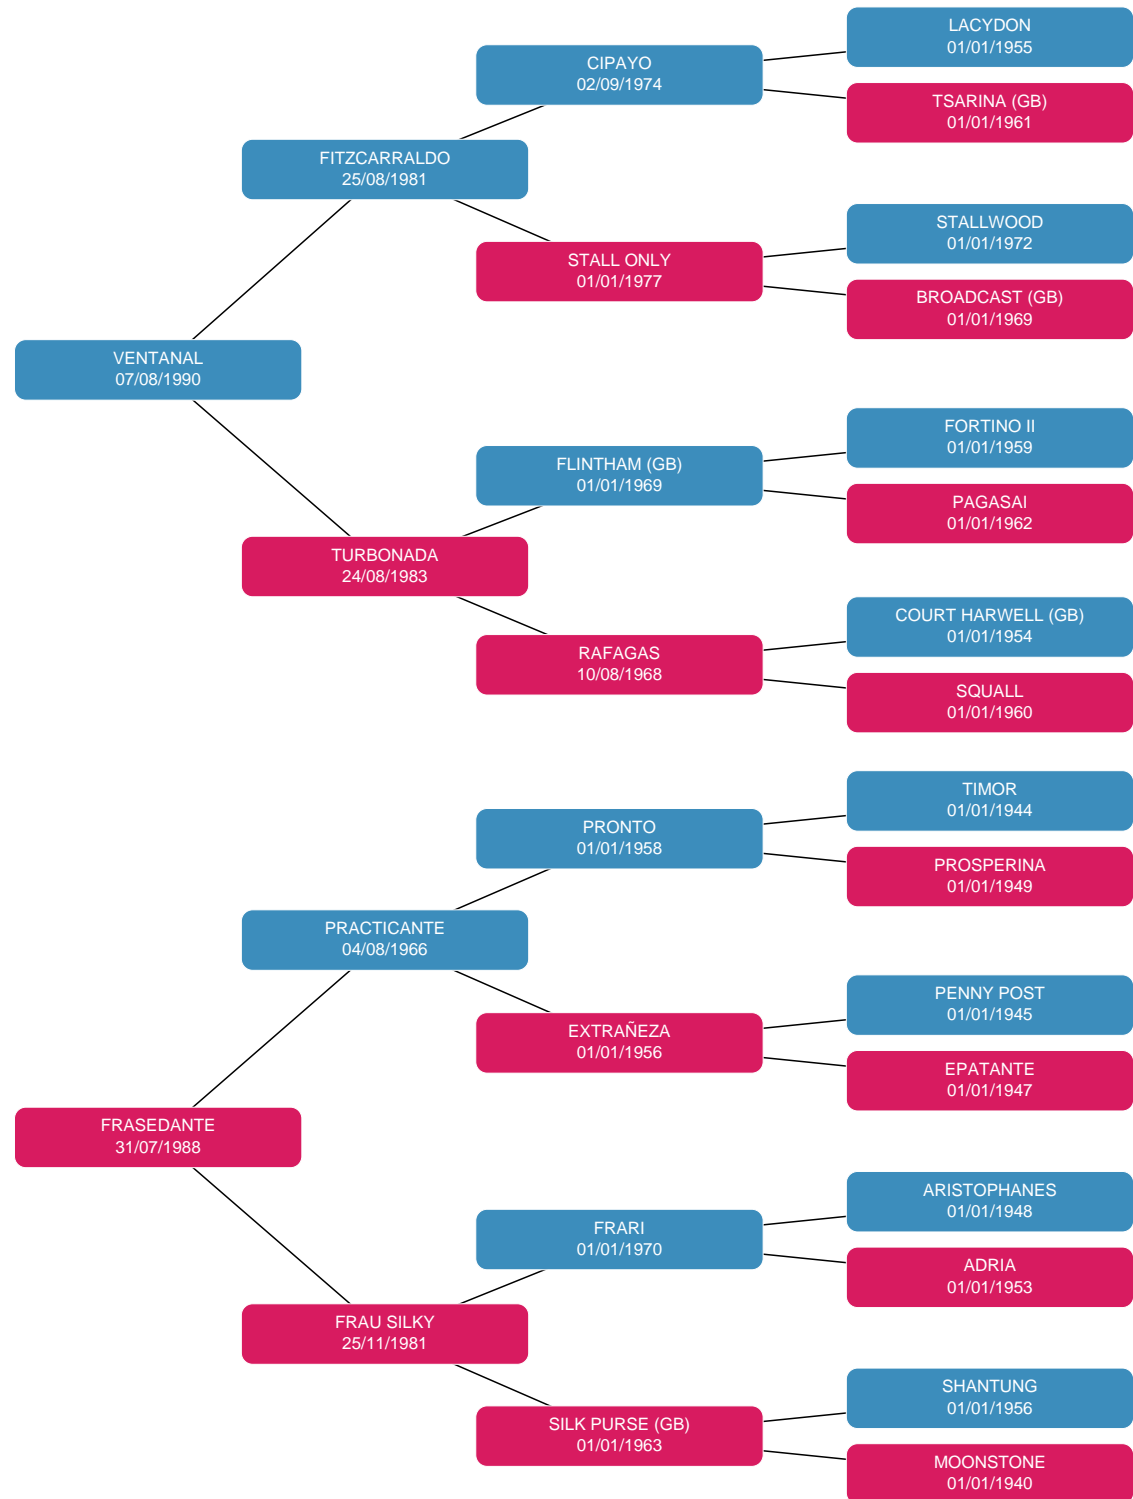 LACYDON
01/01/1955
CIPAYO
02/09/1974
TSARINA (GB)
01/01/1961
FITZCARRALDO
25/08/1981
STALLWOOD
01/01/1972
STALL ONLY
01/01/1977
BROADCAST (GB)
01/01/1969
VENTANAL
07/08/1990
FORTINO II
01/01/1959
FLINTHAM (GB)
01/01/1969
PAGASAI
01/01/1962
TURBONADA
24/08/1983
COURT HARWELL (GB)
01/01/1954
RAFAGAS
10/08/1968
SQUALL
01/01/1960
TIMOR
01/01/1944
PRONTO
01/01/1958
PROSPERINA
01/01/1949
PRACTICANTE
04/08/1966
PENNY POST
01/01/1945
EXTRAÑEZA
01/01/1956
EPATANTE
01/01/1947
FRASEDANTE
31/07/1988
ARISTOPHANES
01/01/1948
FRARI
01/01/1970
ADRIA
01/01/1953
FRAU SILKY
25/11/1981
SHANTUNG
01/01/1956
SILK PURSE (GB)
01/01/1963
MOONSTONE
01/01/1940